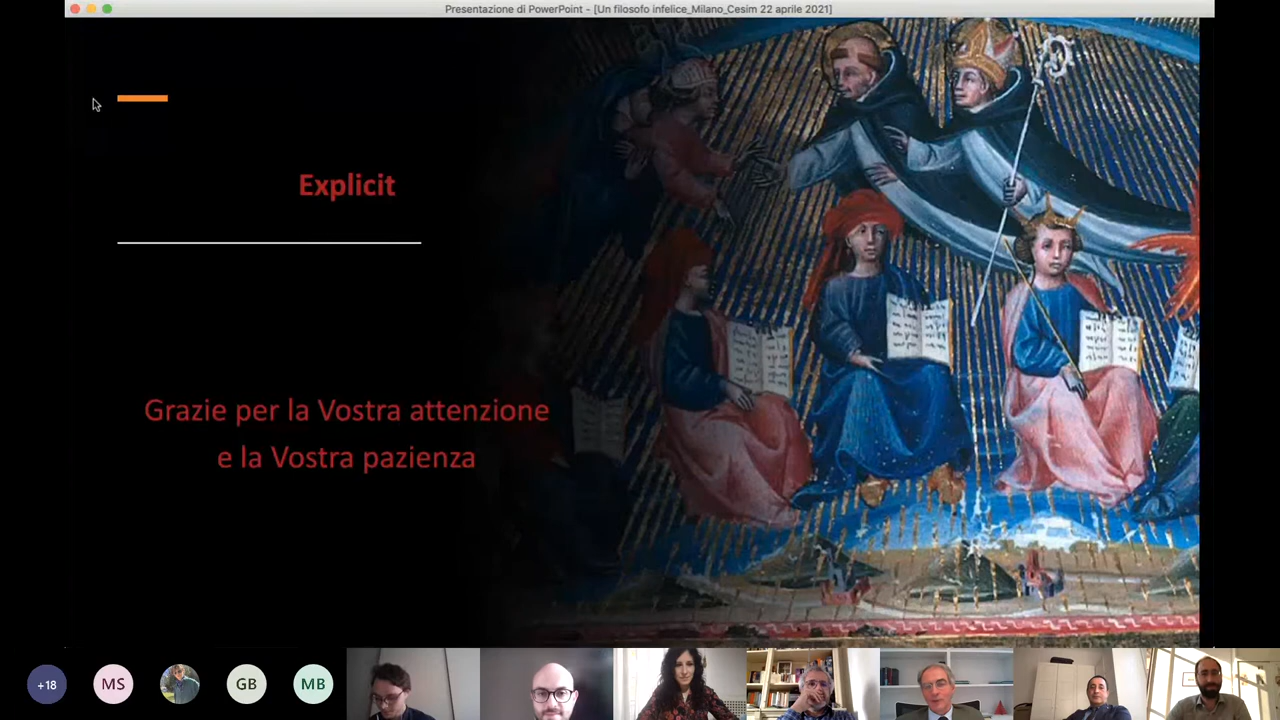 Presentazione di PowerPoint - [Un filosofo infelice_Milano_Cesim 22 aprile 2021]
Explicit
Grazie per la Vostra attenzione
e la Vostra pazienza
+18
MS
GB
MB